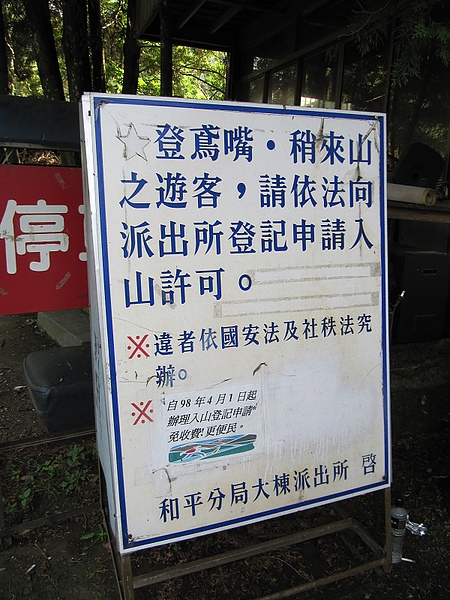 ☆登鳶嘴•稍來山
之遊客，請依法向
派出所登記申請入
山許可。
※違者依國安法及社秩法究
辦。
※自98年4月1日起
辦理入山登記申請
免收費!更便民。
和平分局大棟派出所 啓
停